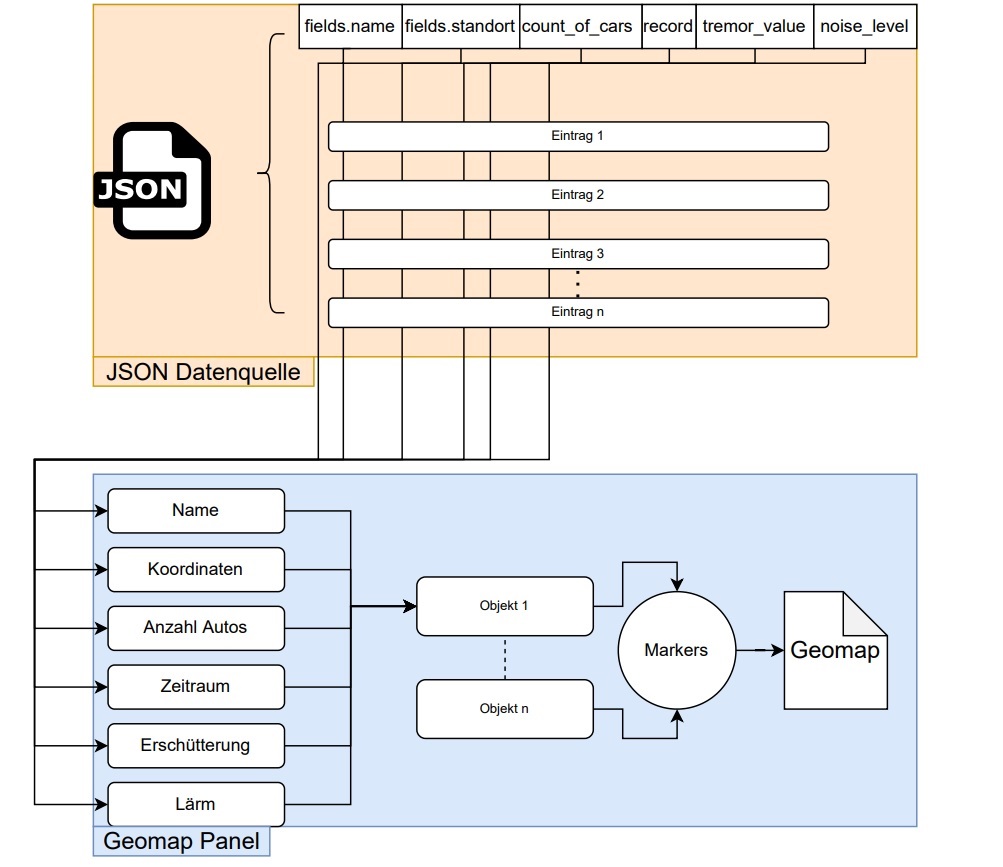 fields.name fields.standort count_of_cars record tremor_value noise_level
Eintrag 1
JSON
Eintrag 2
Eintrag 3
Eintrag n
JSON Datenquelle
Name
Koordinaten
Anzahl Autos
Zeitraum
Erschütterung
Lärm
Objekt 1
Objekt n
Markers
Geomap
Geomap Panel